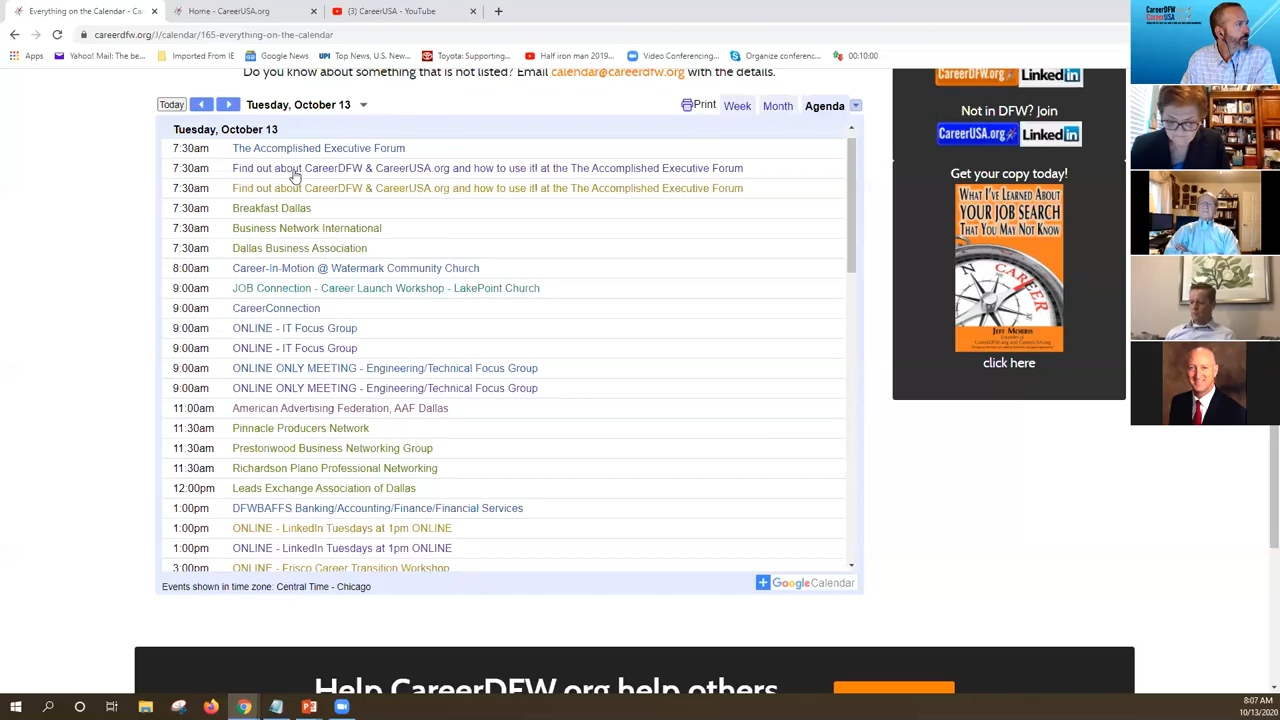 Everything on the Calendar - Ca
Home - CareerUSA.org
(3) CareerUSA - YouTube
careerdfw.org/l/calendar/165-everything-on-the-calendar
Apps
Yahoo! Mail: The be...
Imported From IE
Google News
Top News, U.S. New...
Toyota: Supporting...
Half iron man 2019...
Video Conferencing,...
Organize conferenc...
00:10:00
CareerDFW
CareerUSA
Do you know about something that is not listed? Email calendar@careerdfw.org with the details.
CareerDFW.org LinkedIn
Today
Tuesday, October 13
Print
Week
Month
Agenda
Not in DFW? Join
CareerUSA.org LinkedIn
Tuesday, October 13
7:30am The Accomplished Executive Forum
7:30am Find out about CareerDFW & CareerUSA org and how to use it! at the The Accomplished Executive Forum
7:30am Find out about CareerDFW & CareerUSA org and how to use it! at the The Accomplished Executive Forum
7:30am Breakfast Dallas
7:30am Business Network International
7:30am Dallas Business Association
8:00am Career-In-Motion @ Watermark Community Church
9:00am JOB Connection - Career Launch Workshop - LakePoint Church
9:00am CareerConnection
9:00am ONLINE - IT Focus Group
9:00am ONLINE - IT Focus Group
9:00am ONLINE ONLY MEETING - Engineering/Technical Focus Group
9:00am ONLINE ONLY MEETING - Engineering/Technical Focus Group
11:00am American Advertising Federation, AAF Dallas
11:30am Pinnacle Producers Network
11:30am Prestonwood Business Networking Group
11:30am Richardson Plano Professional Networking
12:00pm Leads Exchange Association of Dallas
1:00pm DFWBAFFS Banking/Accounting/Finance/Financial Services
1:00pm ONLINE - LinkedIn Tuesdays at 1pm ONLINE
1:00pm ONLINE - LinkedIn Tuesdays at 1pm ONLINE
3:00pm ONLINE - Frisco Career Transition Workshop
Events shown in time zone: Central Time - Chicago
Google Calendar
Get your copy today!
WHAT I'VE LEARNED ABOUT
YOUR JOB SEARCH
THAT YOU MAY NOT KNOW
CAREER
JEFF MORRIS
click here
Help CareerDFW.org help others
8:07 AM
10/13/2020